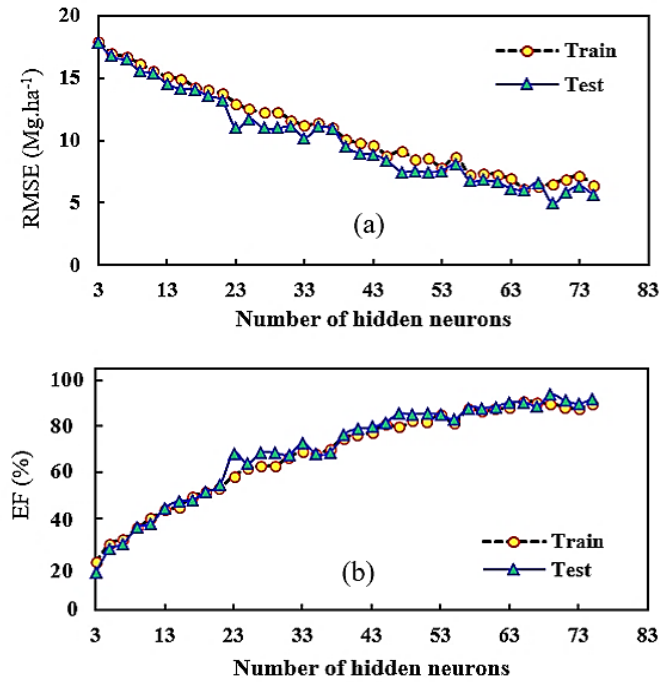 20
15
10
5
0
RMSE (Mg.ha-1)
Train
Test
(a)
3 13 23 33 43 53 63 73 83
Number of hidden neurons
100
80
60
40
20
0
EF (%)
Train
Test
(b)
3 13 23 33 43 53 63 73 83
Number of hidden neurons